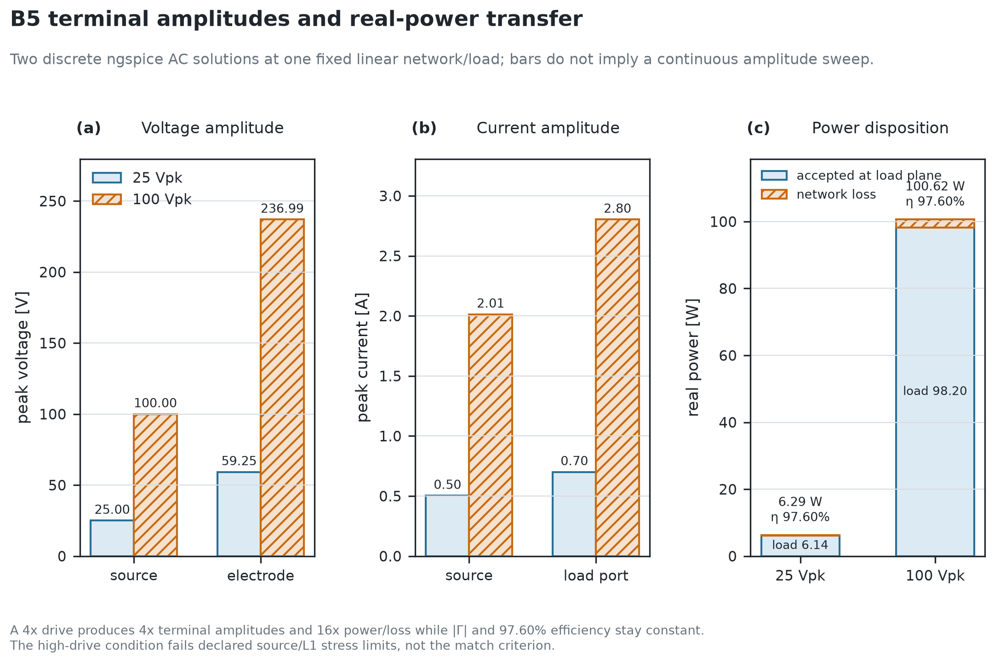 B5 terminal amplitudes and real-power transfer
Two discrete ngspice AC solutions at one fixed linear network/load; bars do not imply a continuous amplitude sweep.
(a) Voltage amplitude
25 Vpk
100 Vpk
peak voltage [V]
250
200
150
100
50
0
236.99
100.00
59.25
25.00
source
electrode
(b) Current amplitude
peak current [A]
3.0
2.5
2.0
1.5
1.0
0.5
0.0
2.80
2.01
0.70
0.50
source
load port
(c) Power disposition
accepted at load plane
network loss
100.62 W
η 97.60%
real power [W]
100
80
60
40
20
0
load 98.20
6.29 W
η 97.60%
load 6.14
25 Vpk
100 Vpk
A 4x drive produces 4x terminal amplitudes and 16x power/loss while |Γ| and 97.60% efficiency stay constant.
The high-drive condition fails declared source/L1 stress limits, not the match criterion.